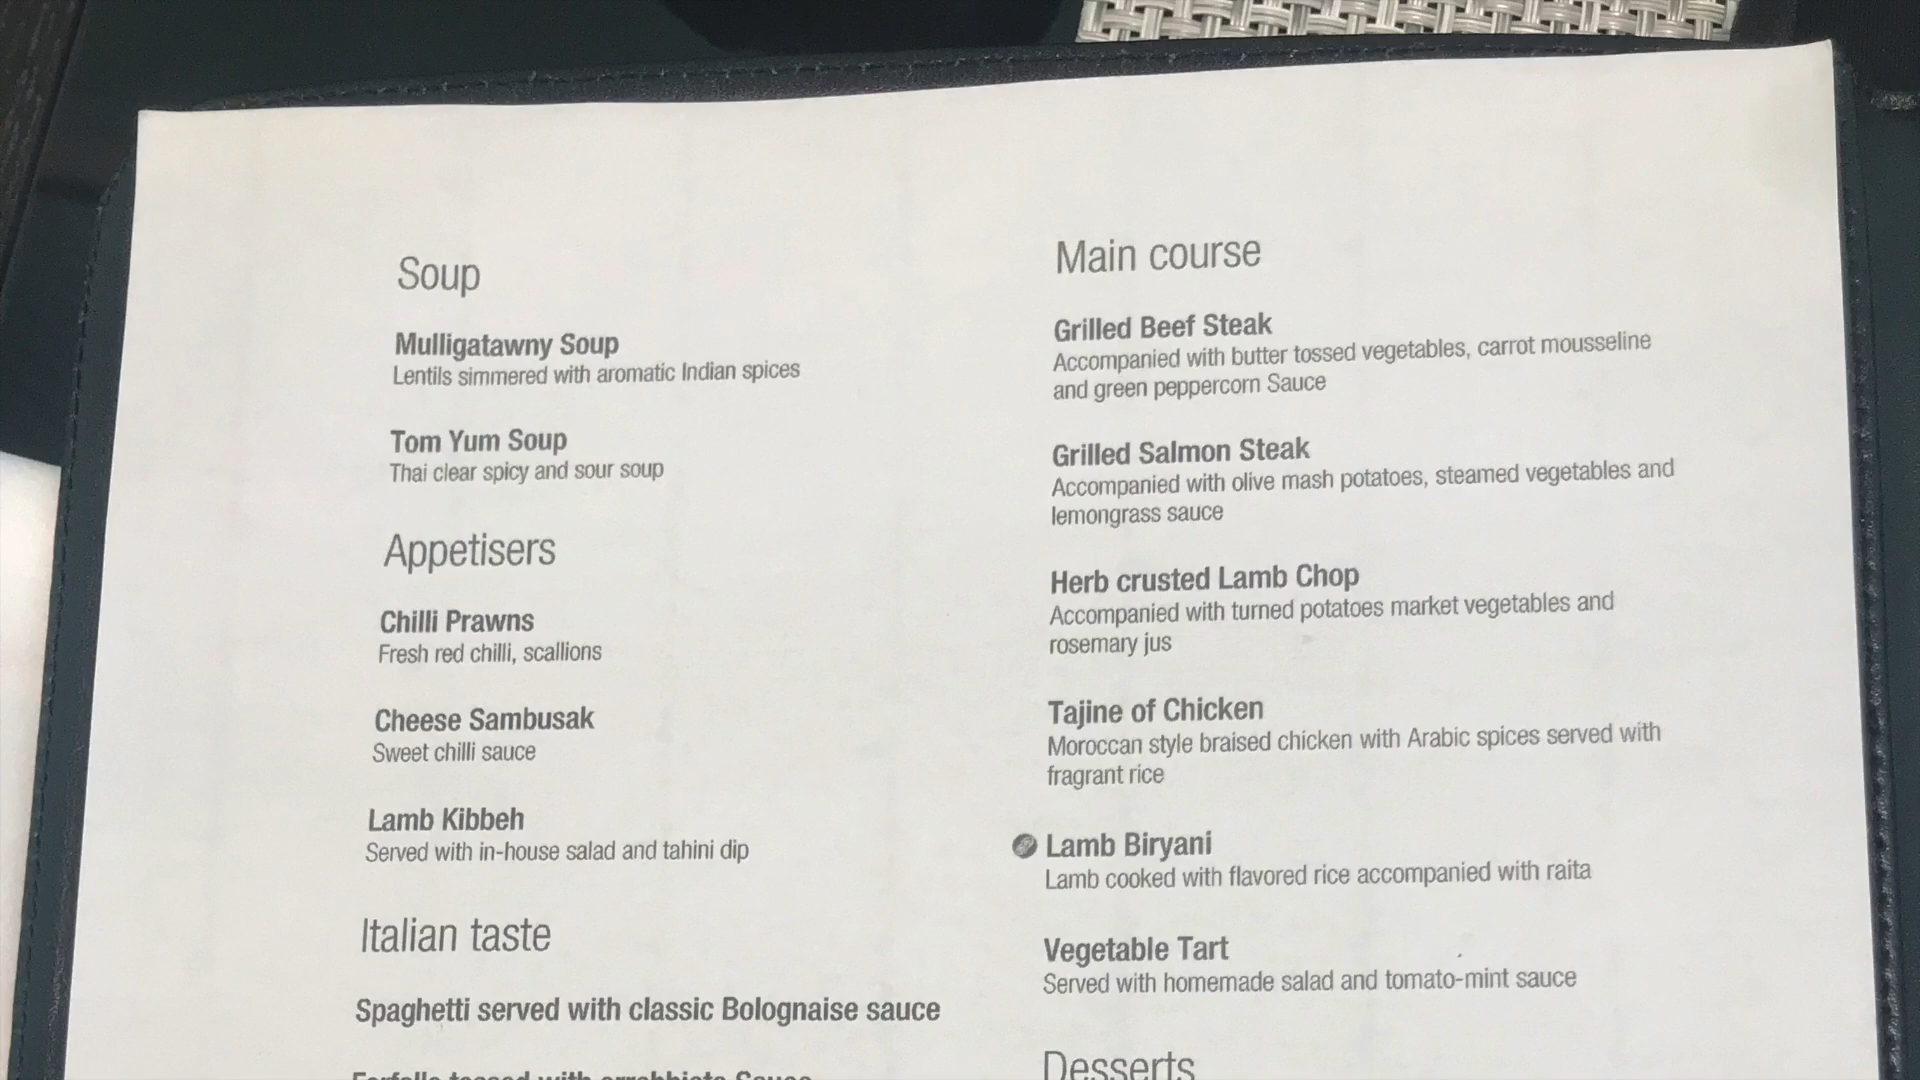 Soup
Mulligatawny Soup
Lentils simmered with aromatic Indian spices
Tom Yum Soup
Thai clear spicy and sour soup
Appetisers
Chilli Prawns
Fresh red chilli, scallions
Cheese Sambusak
Sweet chilli sauce
Lamb Kibbeh
Served with in-house salad and tahini dip
Italian taste
Spaghetti served with classic Bolognaise sauce
Farfalle tossed with arrabbiata Sauce
Main course
Grilled Beef Steak
Accompanied with butter tossed vegetables, carrot mousseline
and green peppercorn Sauce
Grilled Salmon Steak
Accompanied with olive mash potatoes, steamed vegetables and
lemongrass sauce
Herb crusted Lamb Chop
Accompanied with turned potatoes market vegetables and
rosemary jus
Tajine of Chicken
Moroccan style braised chicken with Arabic spices served with
fragrant rice
Lamb Biryani
Lamb cooked with flavored rice accompanied with raita
Vegetable Tart
Served with homemade salad and tomato-mint sauce
Desserts